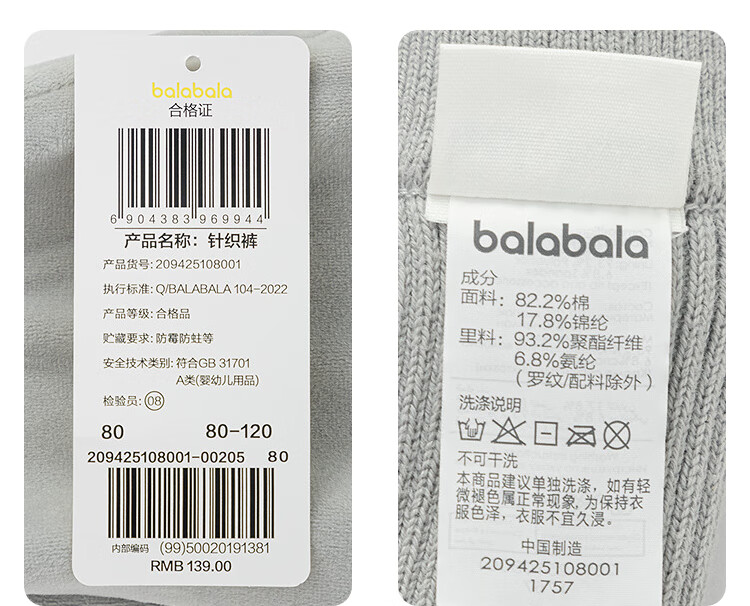 balabala
合格证
6 904383 969944
产品名称：针织裤
产品货号：209425108001
执行标准：Q/BALABALA 104-2022
产品等级：合格品
贮藏要求：防霉防蛀等
安全技术类别：符合GB 31701
A类(婴幼儿用品)
检验员：08
80 80-120
209425108001-00205 80
内部编码 (99)50020191381
RMB 139.00
balabala
成分
面料：82.2%棉
17.8%锦纶
里料：93.2%聚酯纤维
6.8%氨纶
（罗纹/配料除外）
洗涤说明
不可干洗
本商品建议单独洗涤，如有轻
微褪色属正常现象，为保持衣
服色泽，衣服不宜久浸。
中国制造
209425108001
1757